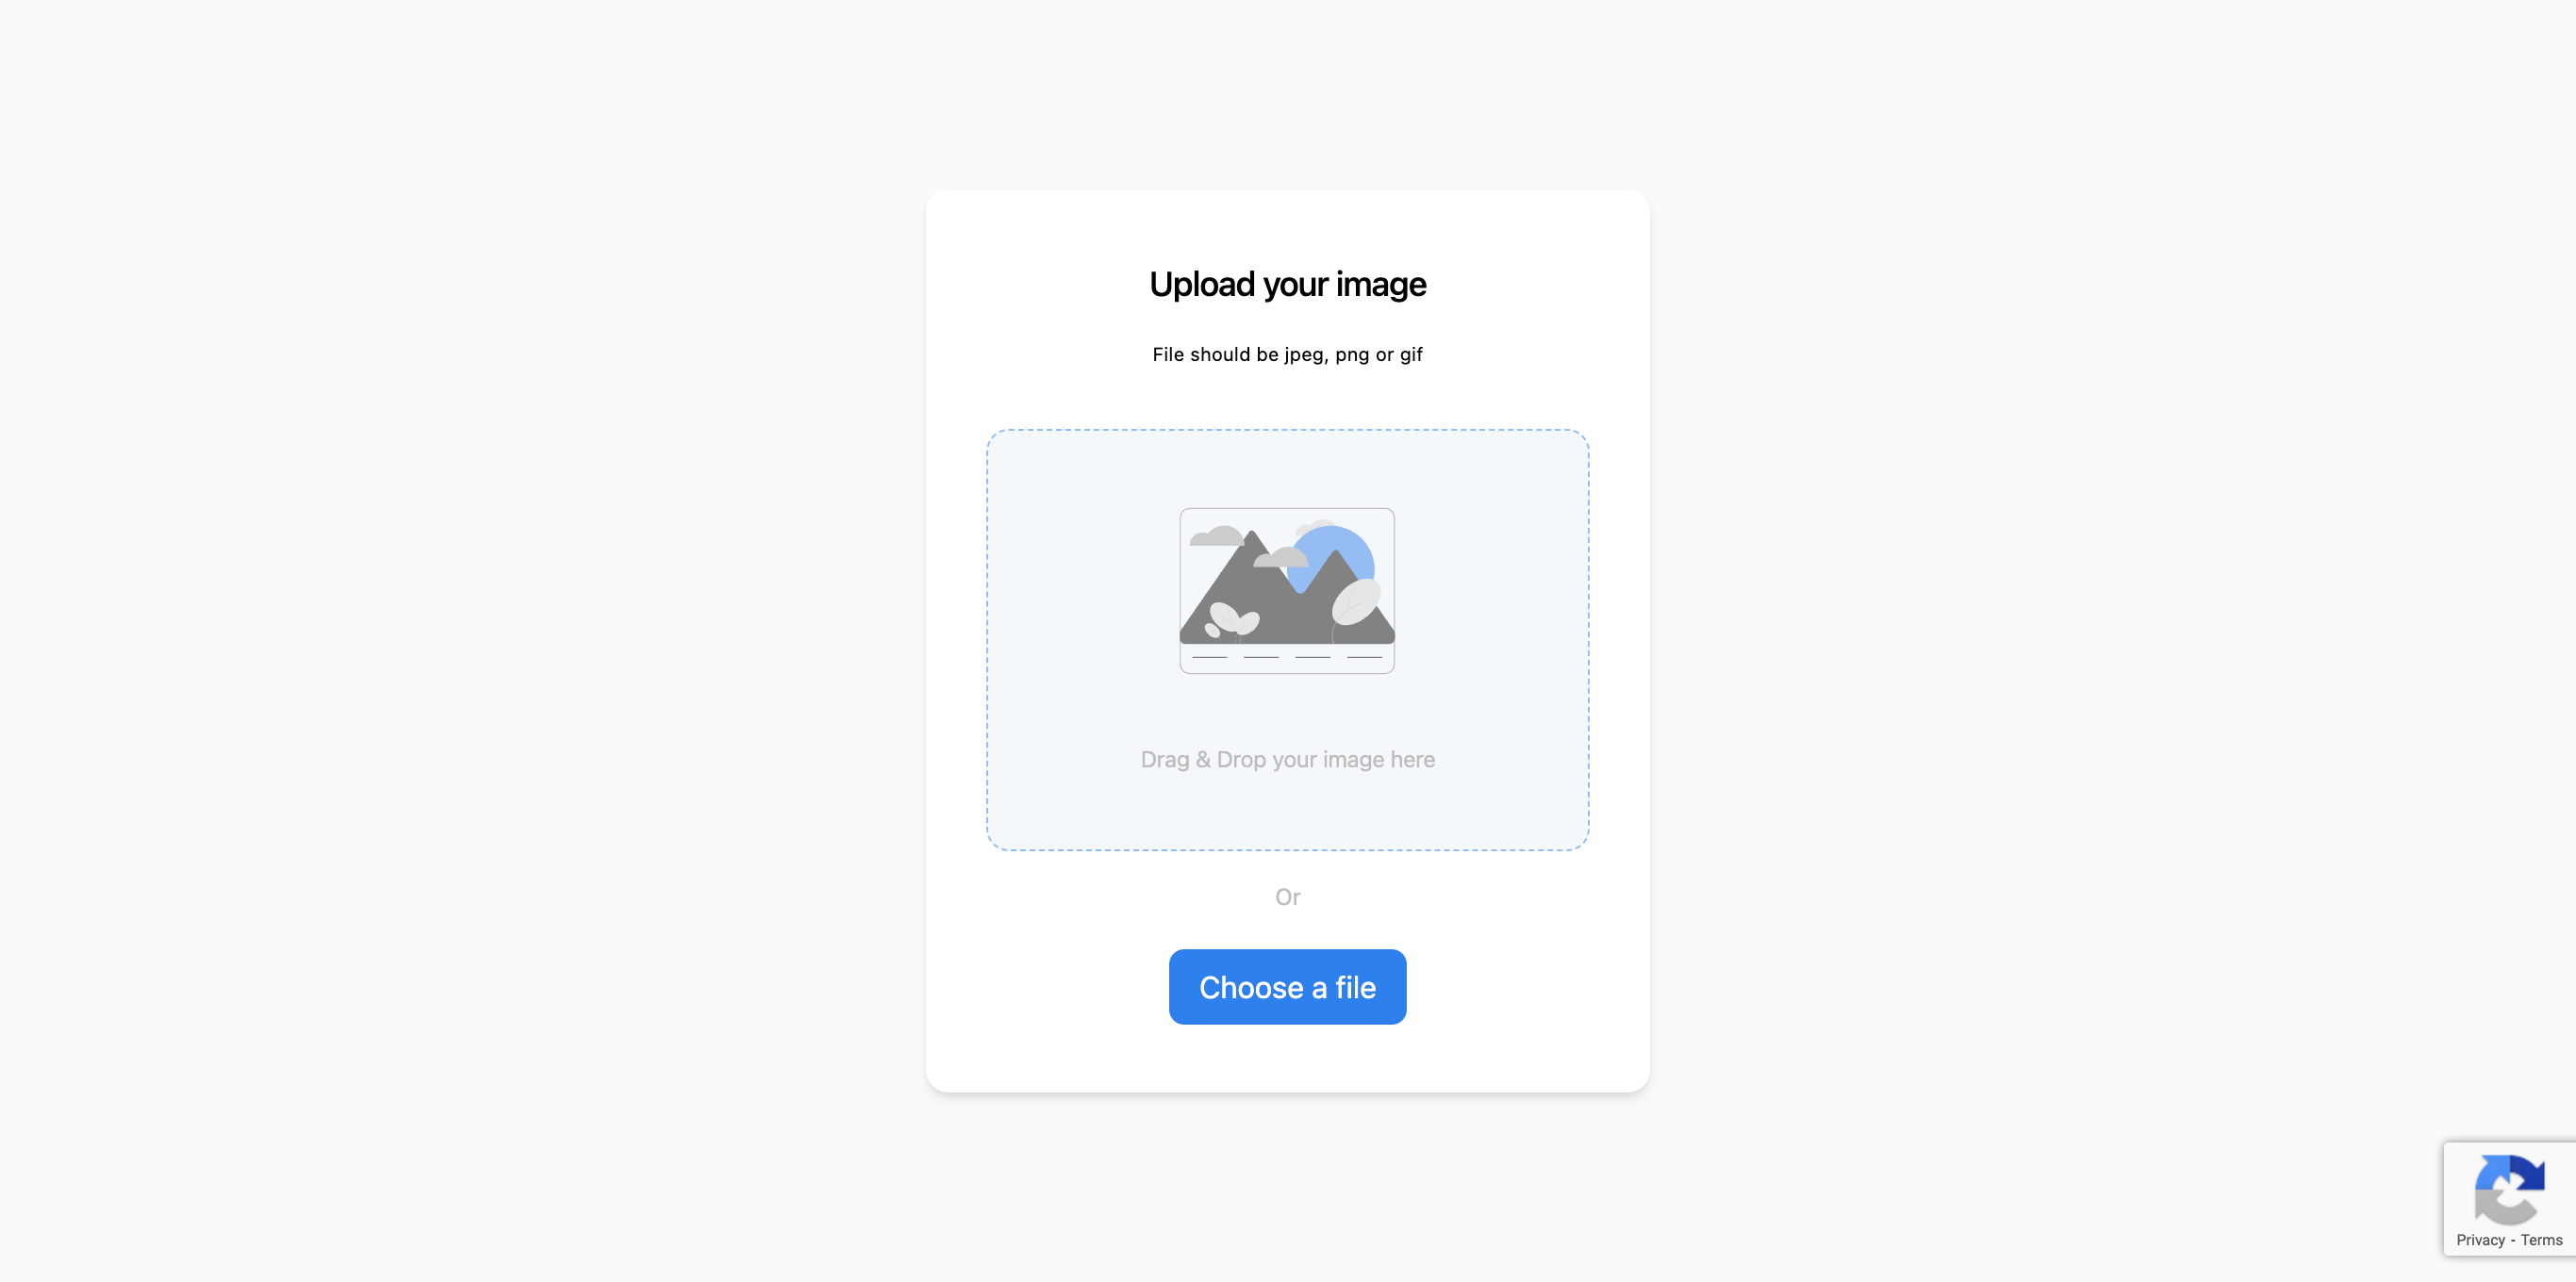 Upload your image
File should be jpeg, png or gif
Drag & Drop your image here
Or
Choose a file
Privacy - Terms